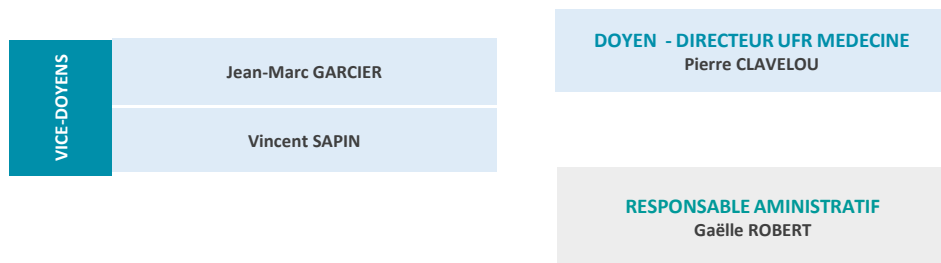 VICE-DOYENS
Jean-Marc GARCIER
Vincent SAPIN
DOYEN - DIRECTEUR UFR MEDECINE
Pierre CLAVELOU
RESPONSABLE AMINISTRATIF
Gaëlle ROBERT